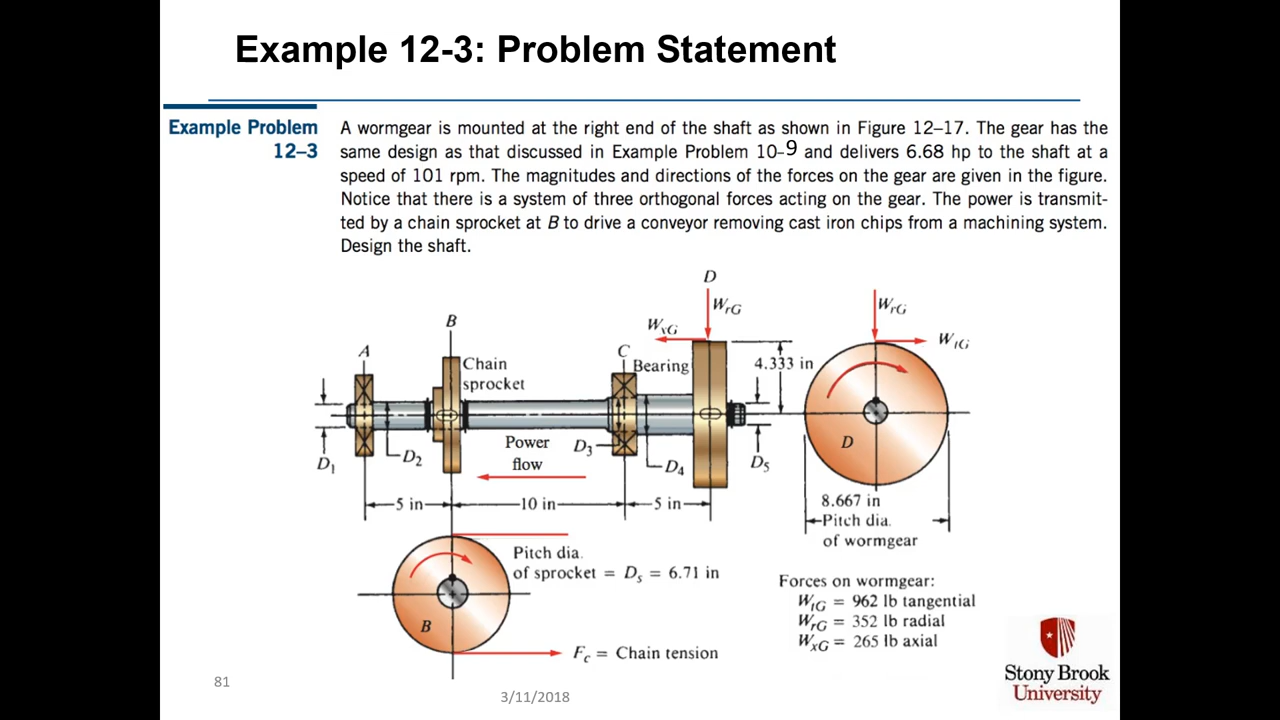 Example 12-3: Problem Statement
Example Problem
12–3
A wormgear is mounted at the right end of the shaft as shown in Figure 12–17. The gear has the
same design as that discussed in Example Problem 10-9 and delivers 6.68 hp to the shaft at a
speed of 101 rpm. The magnitudes and directions of the forces on the gear are given in the figure.
Notice that there is a system of three orthogonal forces acting on the gear. The power is transmit-
ted by a chain sprocket at B to drive a conveyor removing cast iron chips from a machining system.
Design the shaft.
D
WrG
WxG
B
A
C
Chain
sprocket
Bearing
4.333 in
WrG
WtG
D1
D2
Power
flow
D3
D4
D5
D
5 in
10 in
5 in
8.667 in
Pitch dia.
of wormgear
Pitch dia.
of sprocket = Ds = 6.71 in
B
Fc = Chain tension
Forces on wormgear:
WtG = 962 lb tangential
WrG = 352 lb radial
WxG = 265 lb axial
Stony Brook
University
81
3/11/2018